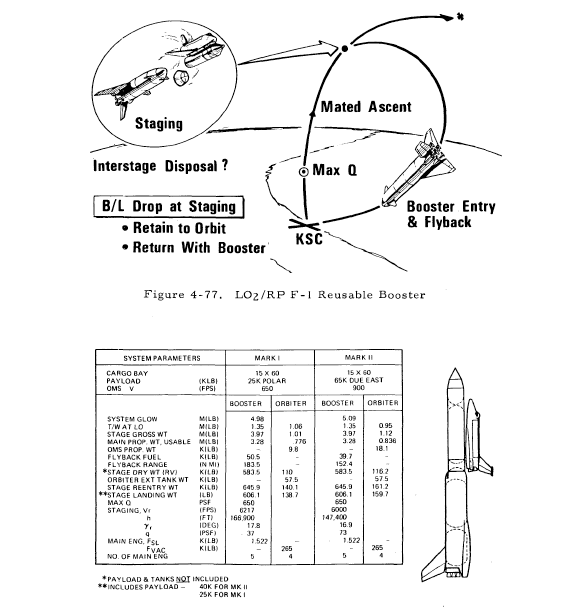 *
Staging
Mated Ascent
Interstage Disposal ?
Max Q
B/L Drop at Staging
• Retain to Orbit
• Return With Booster
KSC
Booster Entry
& Flyback
Figure 4-77. LO2/RP F-1 Reusable Booster
SYSTEM PARAMETERS MARK I MARK II
CARGO BAY 15 X 60 15 X 60
PAYLOAD (KLB) 25K POLAR 65K DUE EAST
OMS V (FPS) 650 900
BOOSTER ORBITER BOOSTER ORBITER
SYSTEM GLOW M(LB) 4.98 5.09
T/W AT LO M(LB) 1.35 1.06 1.35 0.95
STAGE GROSS WT M(LB) 3.97 1.01 3.97 1.12
MAIN PROP. WT, USABLE M(LB) 3.28 .776 3.28 0.836
OMS PROP. WT K(LB) – 9.8 – 18.1
FLYBACK FUEL K(LB) 50.5 – 39.7
FLYBACK RANGE (N MI) 183.5 – 152.4
*STAGE DRY WT (RV) K(LB) 583.5 110 583.5 116.2
ORBITER EXT TANK WT K(LB) – 57.5 57.5
STAGE REENTRY WT K(LB) 645.9 140.1 645.9 161.2
**STAGE LANDING WT (LB) 606.1 138.7 606.1 159.7
MAX Q PSF 650 650
STAGING, Vr (FPS) 6217 6000
h (FT) 166,900 147,400
γr (DEG) 17.8 16.9
q (PSF) 37 73
MAIN ENG, FSL K(LB) 1.522 – 1.522 –
FVAC K(LB) – 265 265
NO. OF MAIN ENG 5 4 5 4
*PAYLOAD & TANKS NOT INCLUDED
**INCLUDES PAYLOAD – 40K FOR MK II
25K FOR MK I